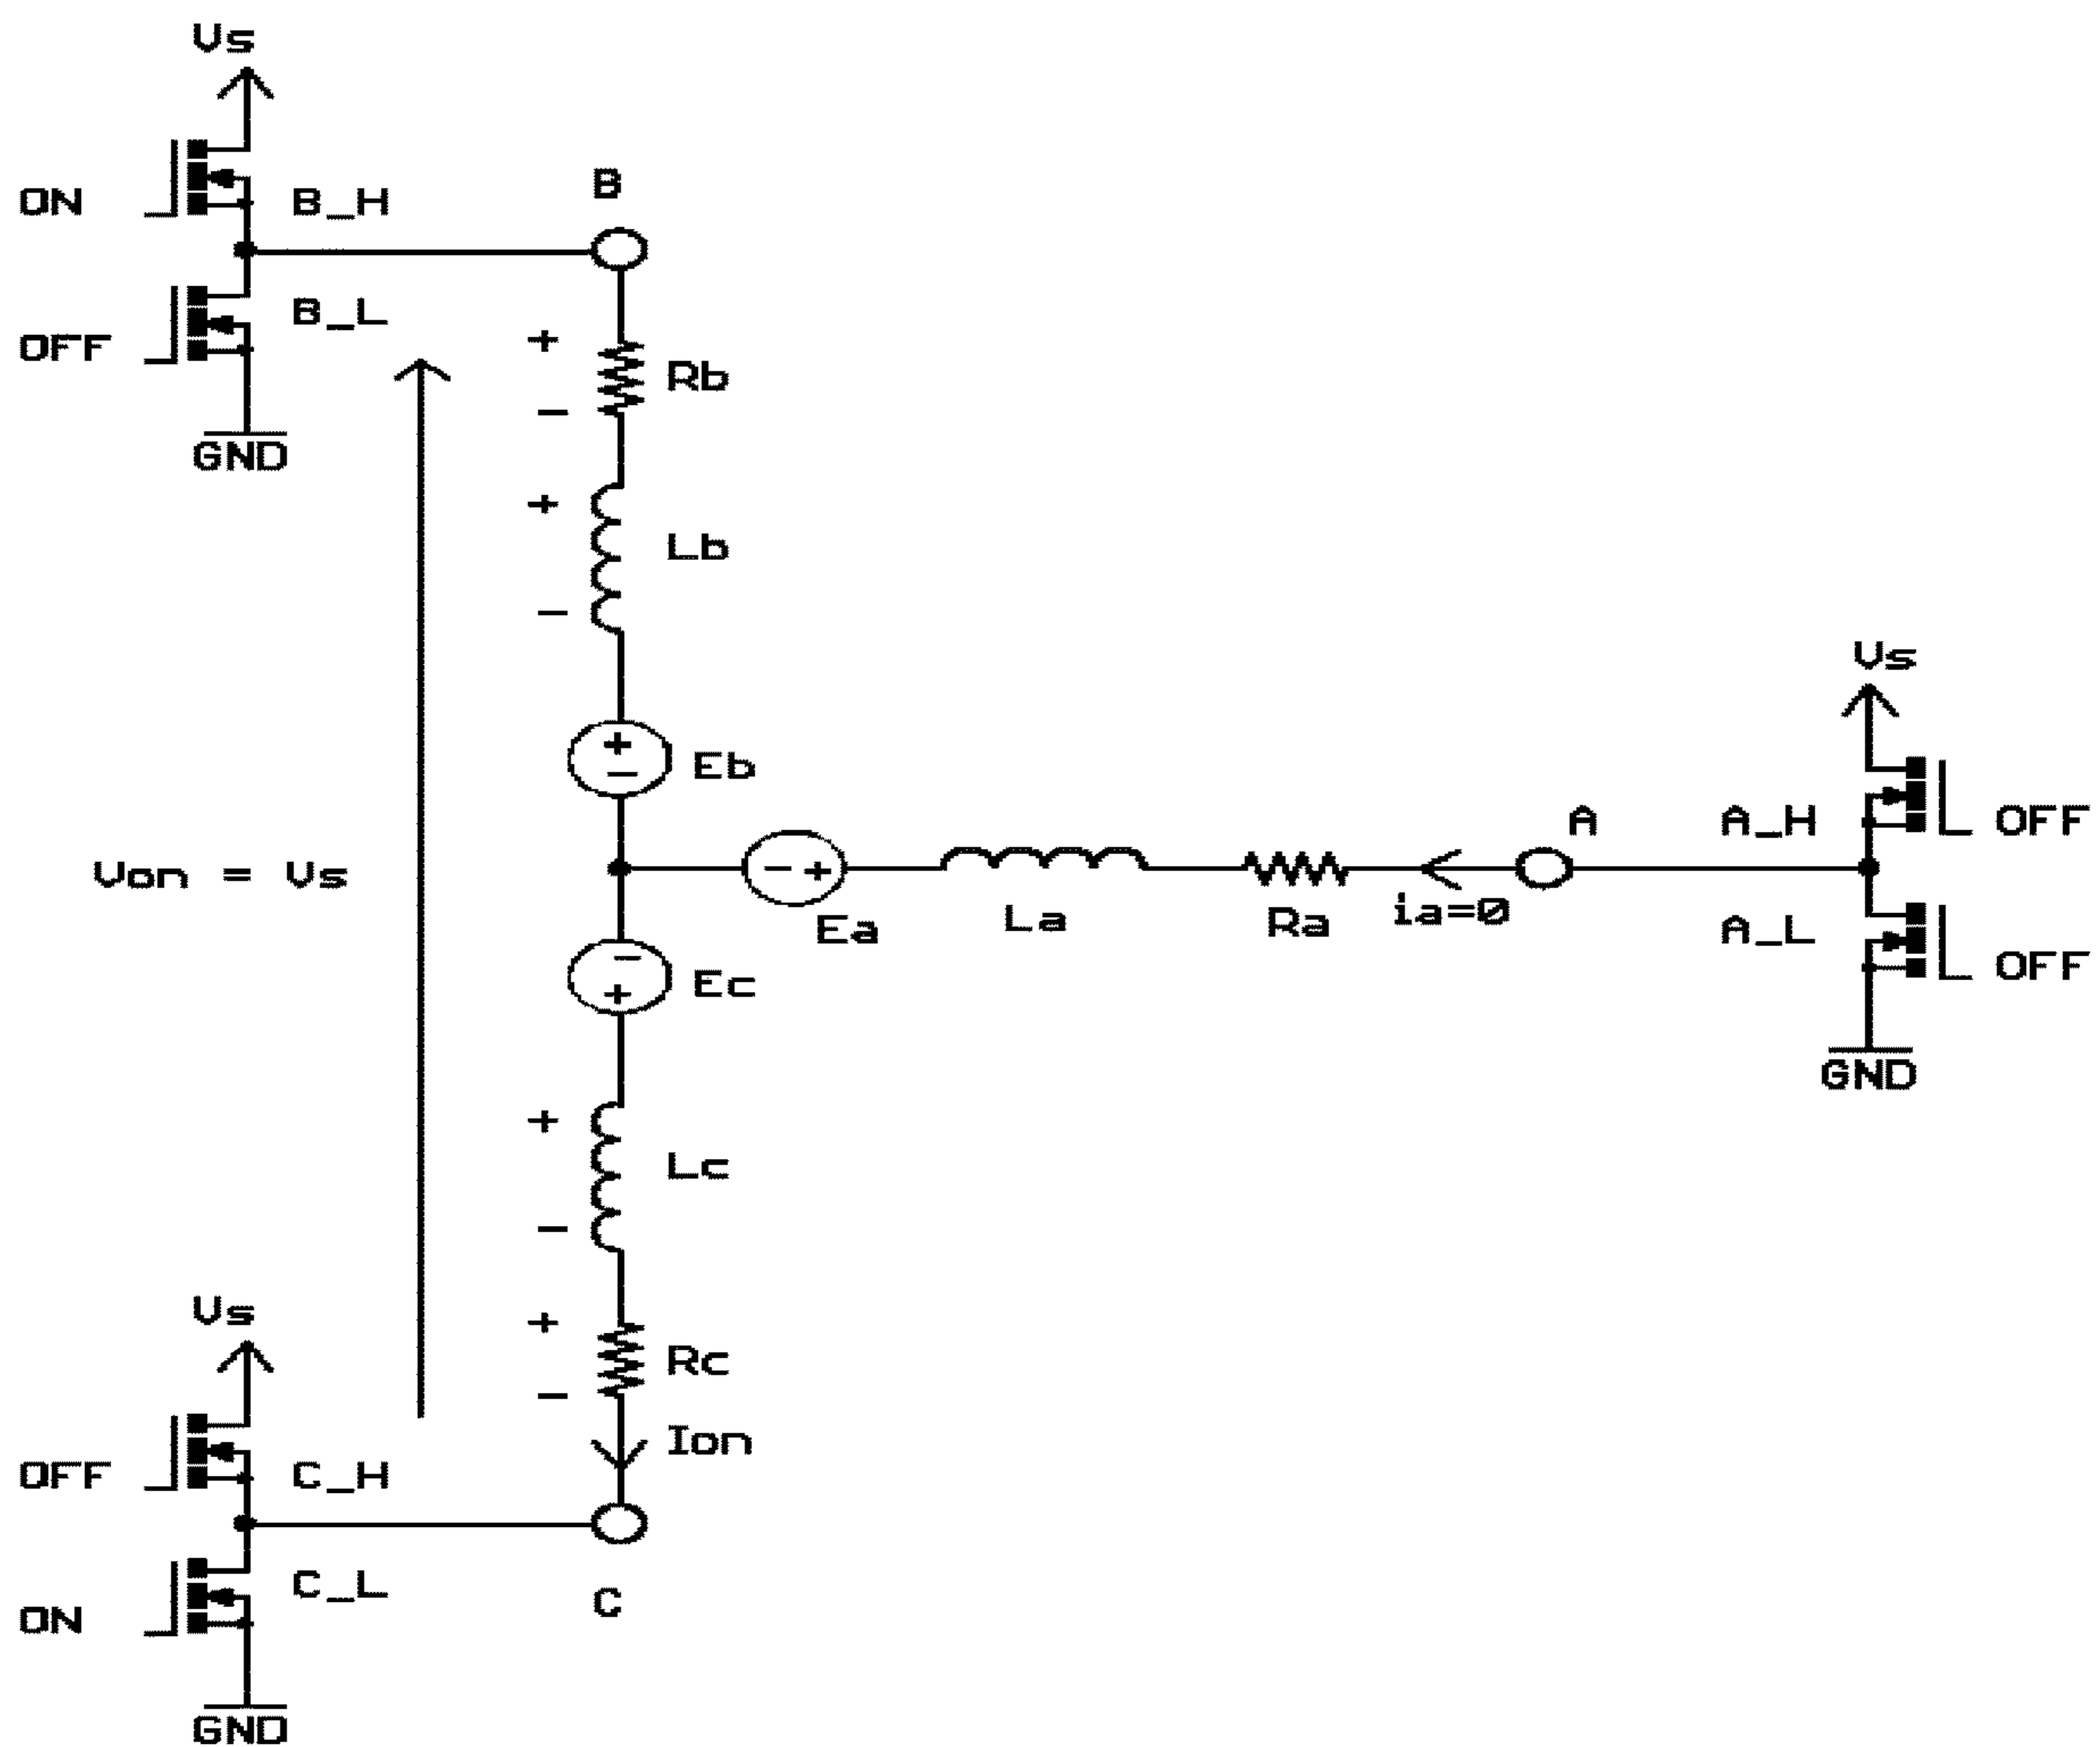 Vs
ON
B_H
B
OFF
B_L
GND
+
-
Rb
+
-
Lb
+
-
Eb
Von = Vs
- +
Ea
La
Ra
ia=0
A
Vs
A_H
OFF
A_L
OFF
GND
-
+
Ec
+
-
Lc
+
-
Rc
Ion
Vs
OFF
C_H
C_L
ON
C
GND